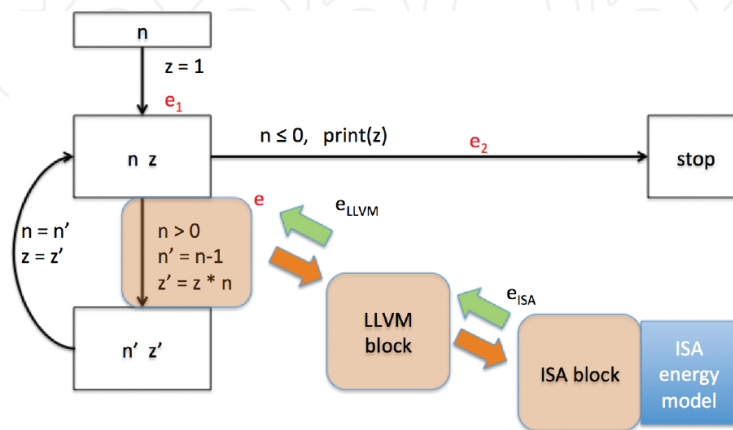 n
z = 1
e1
n z
n ≤ 0, print(z)
e2
stop
n = n’
z = z’
e
n > 0
n’ = n-1
z’ = z * n
eLLVM
LLVM
block
eISA
n’ z’
ISA block
ISA
energy
model